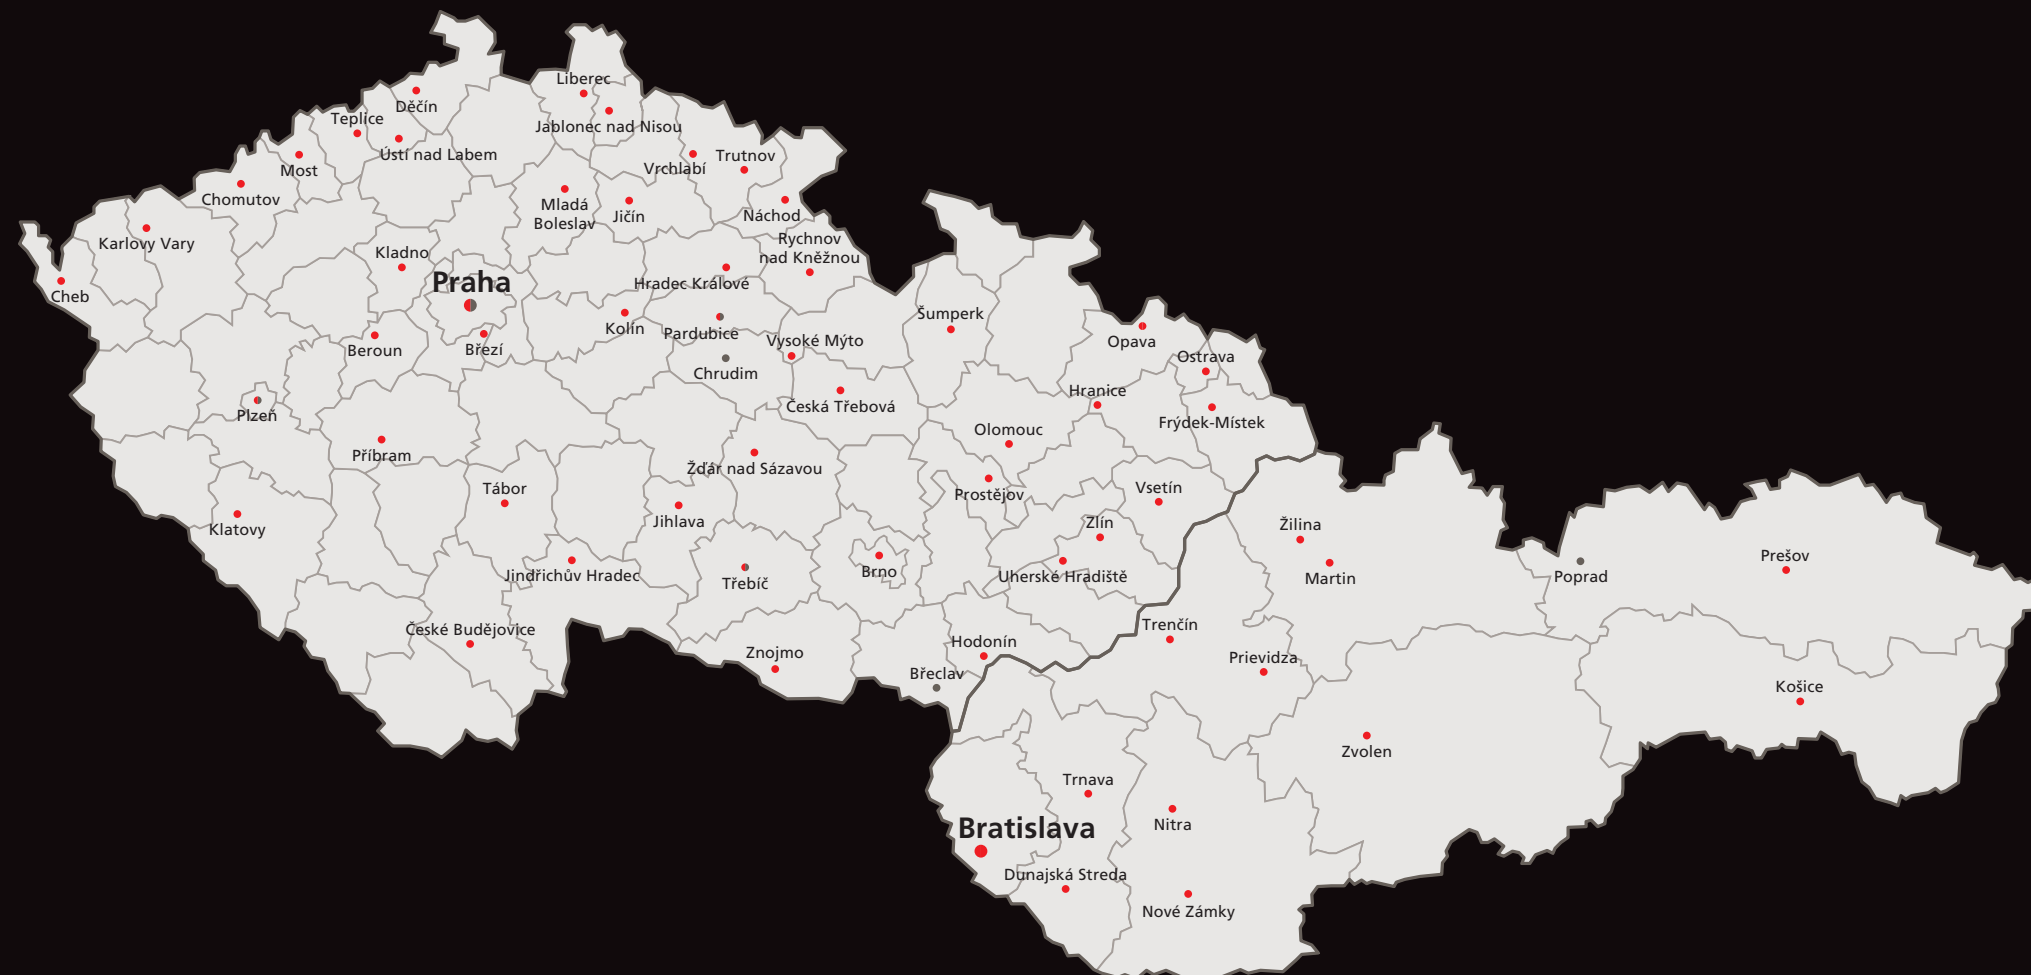 Liberec
Děčín
Teplice
Jablonec nad Nisou
Ústí nad Labem
Most
Vrchlabí
Trutnov
Chomutov
Mladá
Boleslav
Jičín
Náchod
Karlovy Vary
Kladno
Rychnov
nad Kněžnou
Praha
Hradec Králové
Cheb
Kolín
Pardubice
Šumperk
Beroun
Březí
Vysoké Mýto
Opava
Ostrava
Chrudim
Hranice
Plzeň
Česká Třebová
Frýdek-Místek
Olomouc
Příbram
Žďár nad Sázavou
Tábor
Prostějov
Vsetín
Klatovy
Jihlava
Zlín
Žilina
Prešov
Jindřichův Hradec
Třebíč
Brno
Uherské Hradiště
Martin
Poprad
České Budějovice
Trenčín
Hodonín
Znojmo
Prievidza
Břeclav
Košice
Zvolen
Trnava
Bratislava
Nitra
Dunajská Streda
Nové Zámky